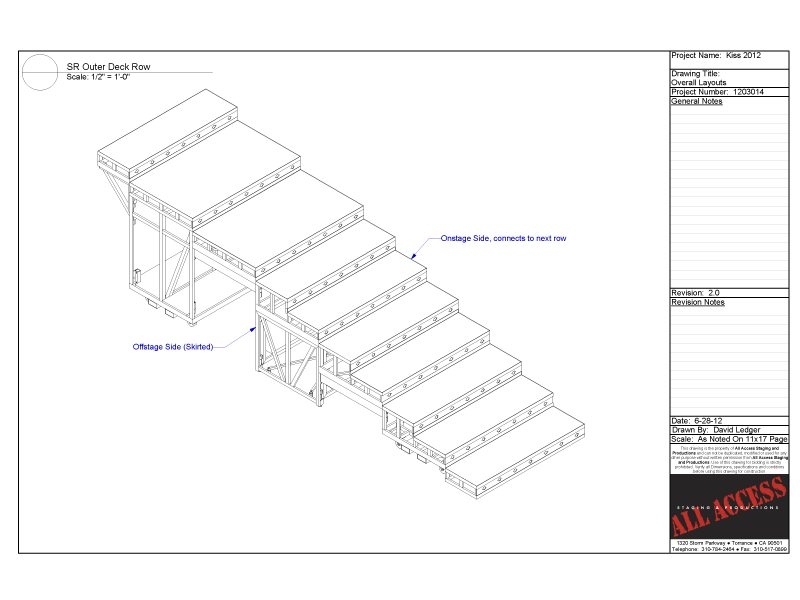 SR Outer Deck Row
Scale: 1/2" = 1'-0"
Onstage Side, connects to next row
Offstage Side (Skirted)
Project Name: Kiss 2012
Drawing Title:
Overall Layouts
Project Number: 1203014
General Notes
Revision: 2.0
Revision Notes
Date: 6-28-12
Drawn By: David Ledger
Scale: As Noted On 11x17 Page
This drawing is the property of All Access Staging and
Productions and can not be duplicated, modified or used for any
other purpose without written permission from All Access Staging
and Productions. Use of this drawing for bidding is strictly
prohibited. Verify all Dimensions, specifications and conditions
before using this drawing for construction.
ALL ACCESS
STAGING & PRODUCTIONS
1320 Storm Parkway ● Torrance ● CA 90501
Telephone: 310-784-2464 ● Fax: 310-517-0899